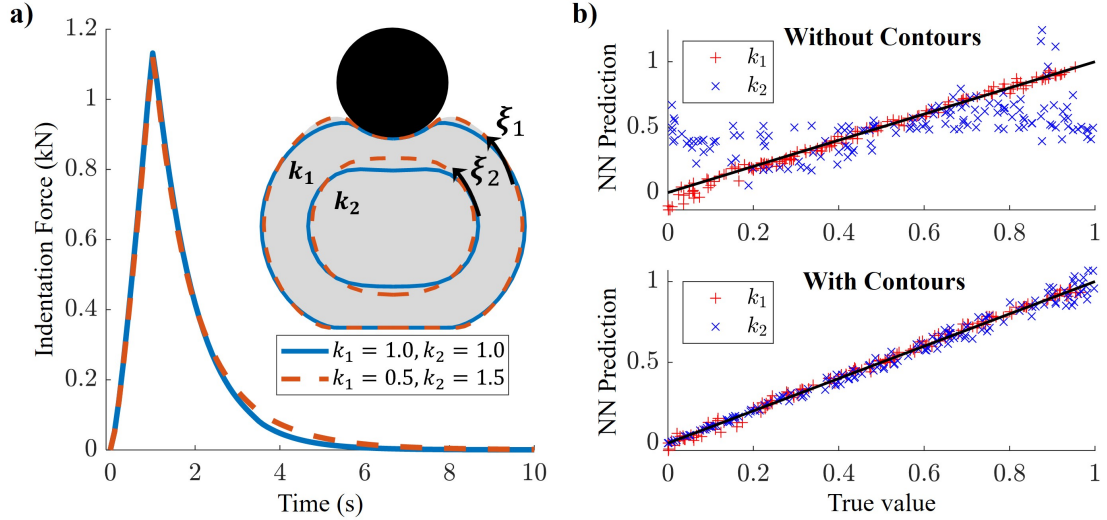 a)
Indentation Force (kN)
1.2
1
0.8
0.6
0.4
0.2
0
0
2
4
6
8
10
Time (s)
k₁
k₂
ξ₁
ξ₂
k₁ = 1.0, k₂ = 1.0
k₁ = 0.5, k₂ = 1.5
b)
Without Contours
NN Prediction
1
0.5
0
k₁
k₂
0
0.2
0.4
0.6
0.8
1
With Contours
NN Prediction
1
0.5
0
k₁
k₂
0
0.2
0.4
0.6
0.8
1
True value